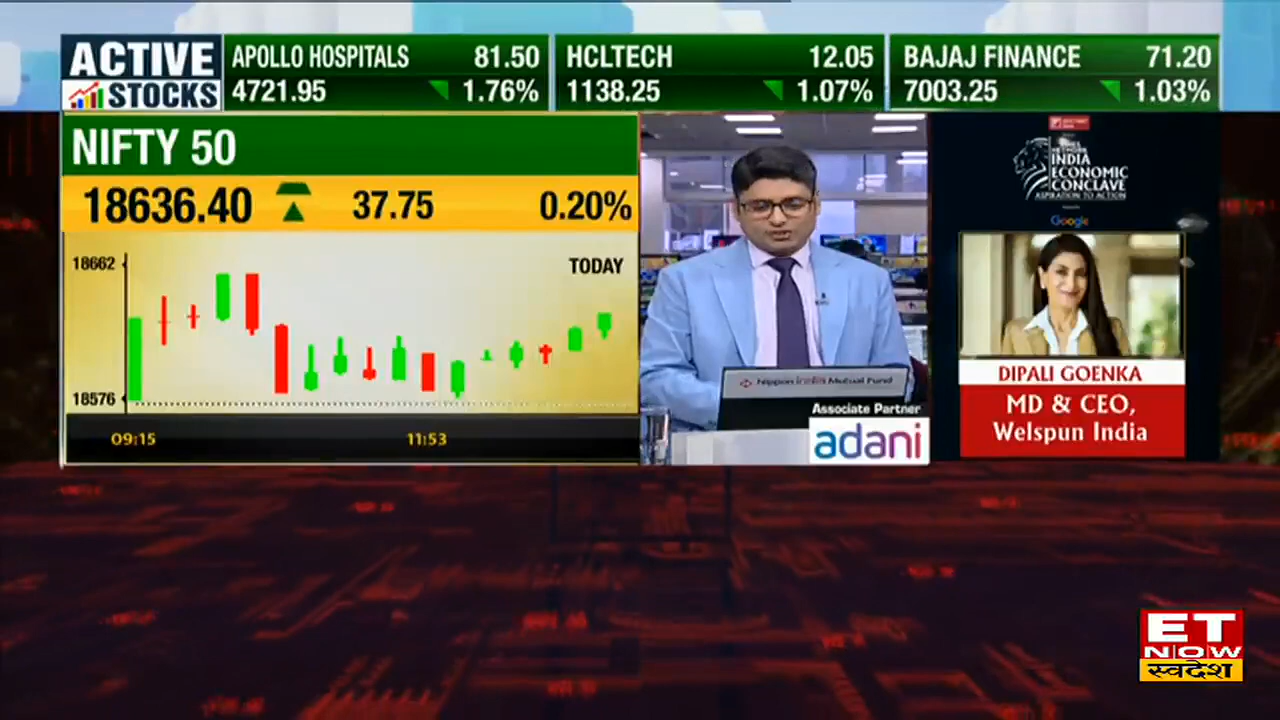 ACTIVE
STOCKS
APOLLO HOSPITALS 81.50
4721.95 1.76%
HCLTECH 12.05
1138.25 1.07%
BAJAJ FINANCE 71.20
7003.25 1.03%
NIFTY 50
18636.40 37.75 0.20%
18662
TODAY
18576
09:15 11:53
Nippon india Mutual Fund
Associate Partner
adani
INDIA
ECONOMIC
CONCLAVE
ASPIRATION TO ACTION
Google
DIPALI GOENKA
MD & CEO,
Welspun India
ET
NOW
स्वदेश